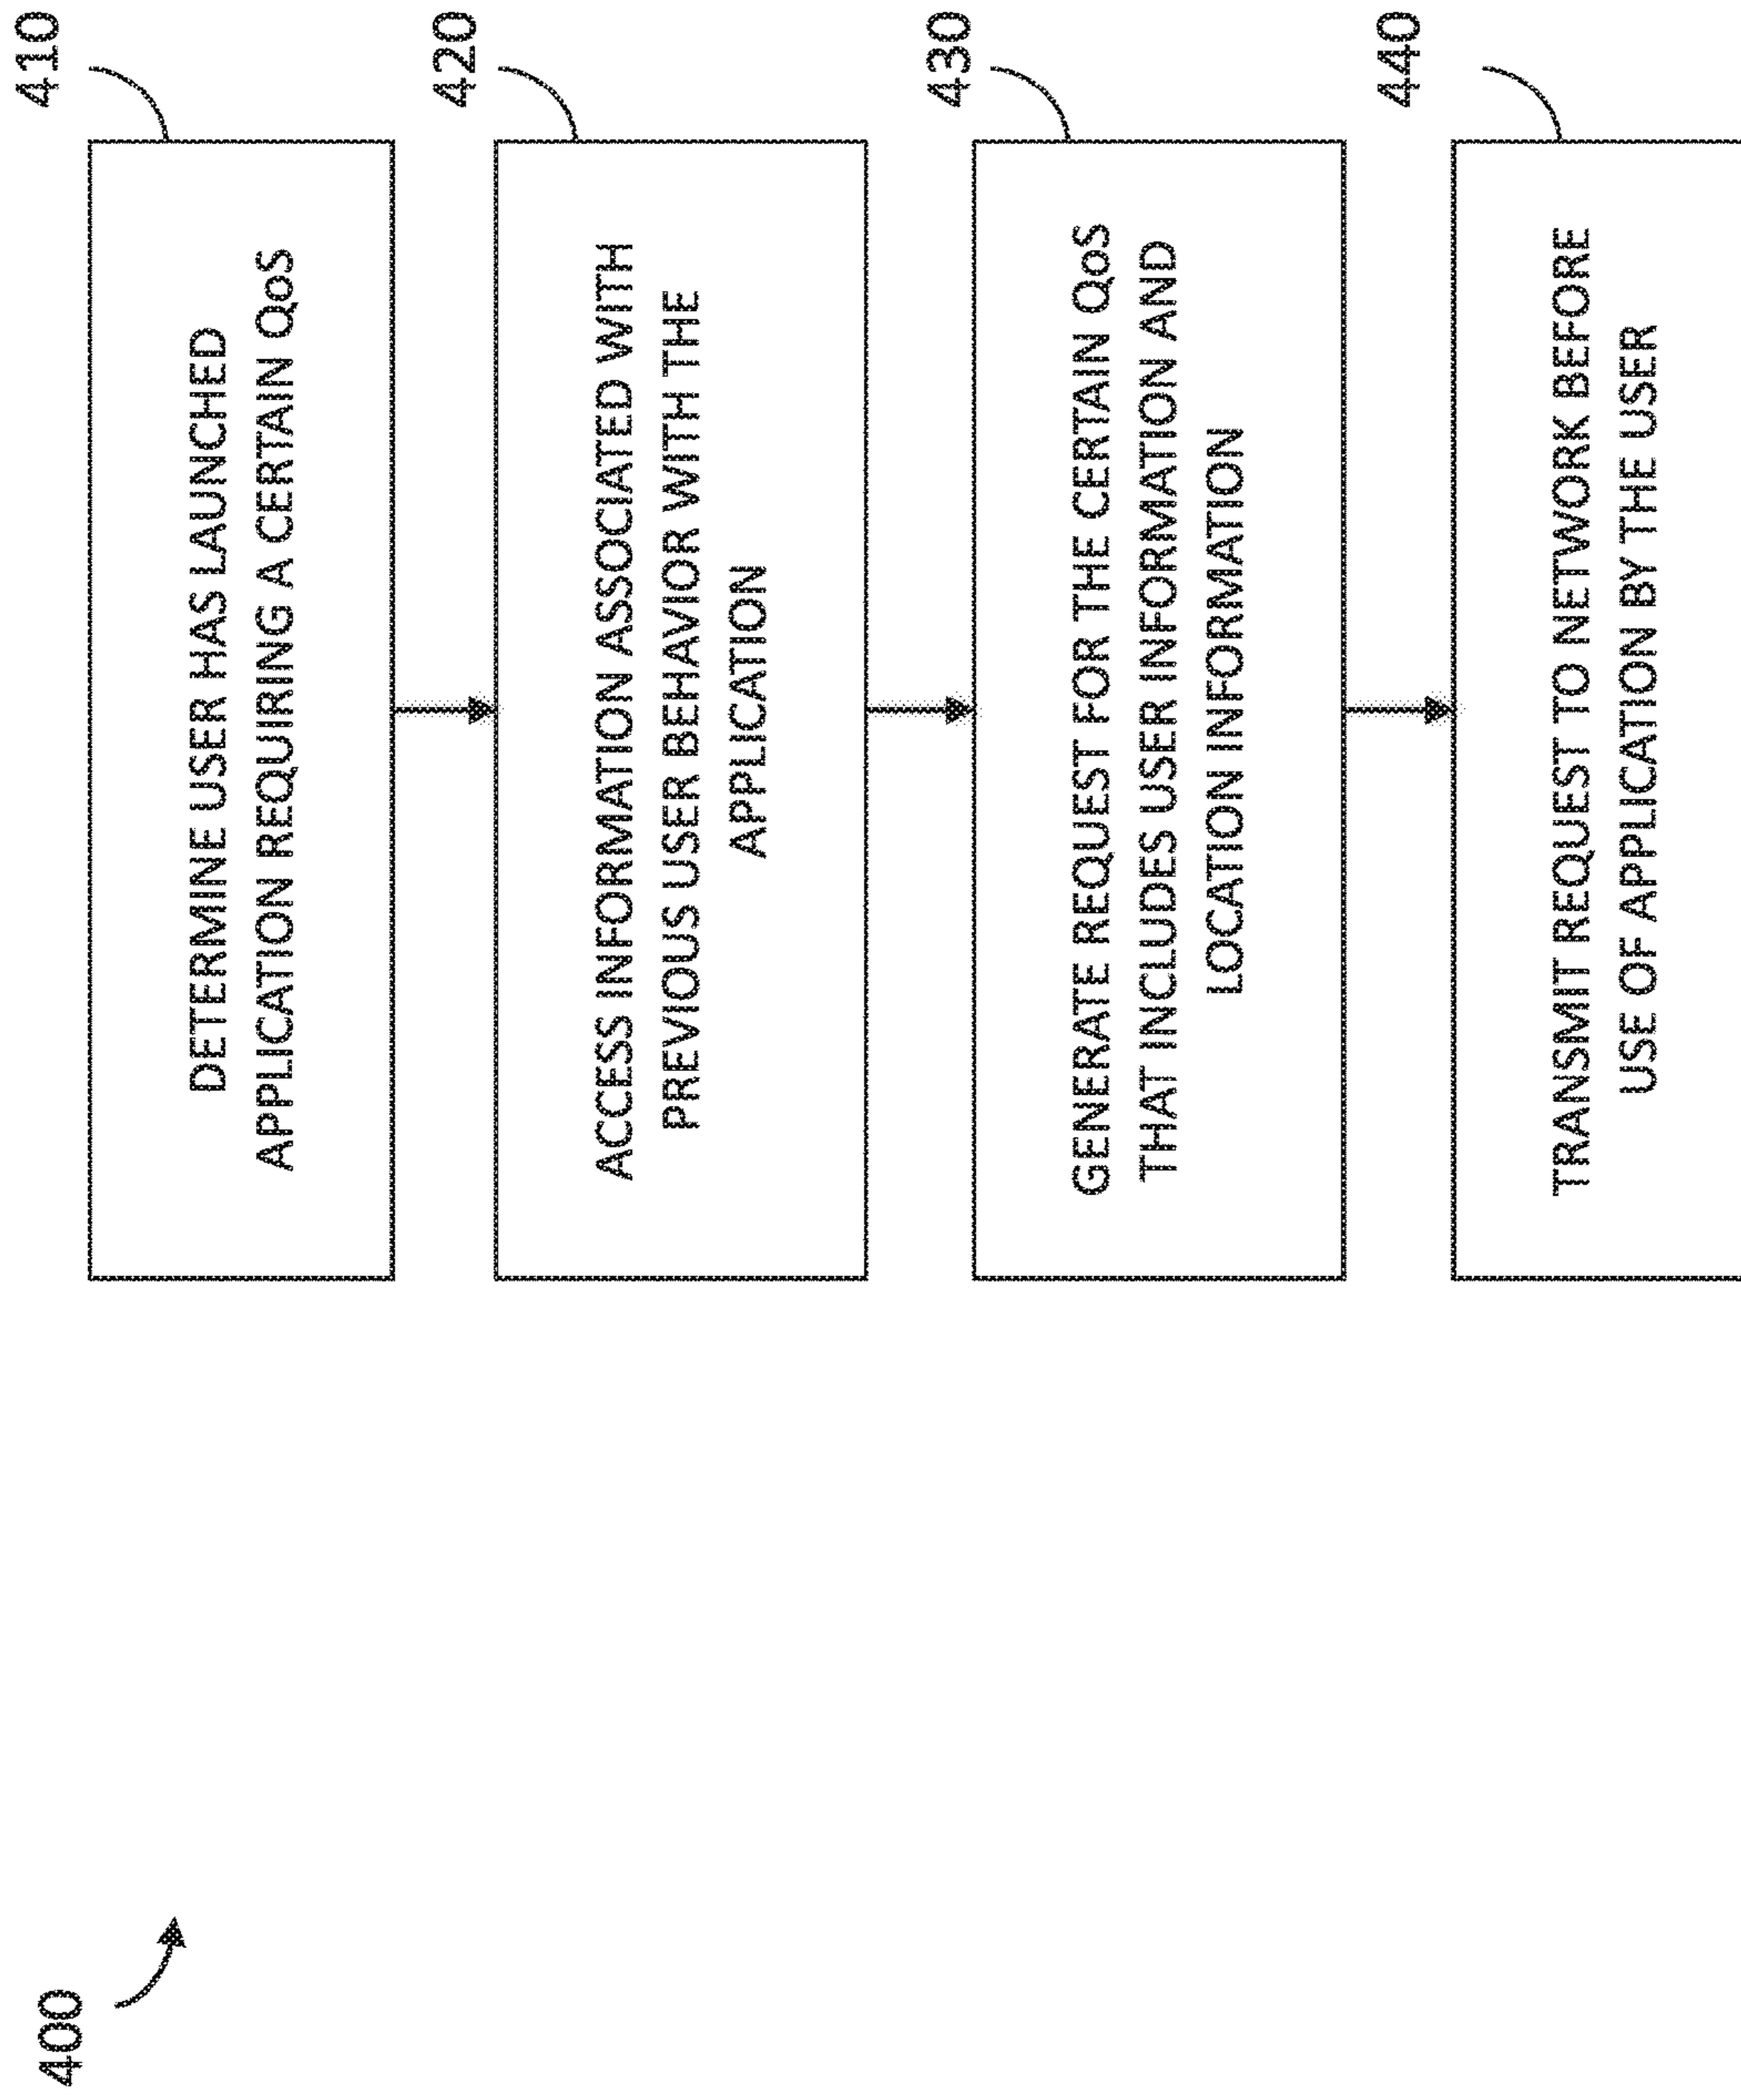 400
410
DETERMINE USER HAS LAUNCHED
APPLICATION REQUIRING A CERTAIN QoS
420
ACCESS INFORMATION ASSOCIATED WITH
PREVIOUS USER BEHAVIOR WITH THE
APPLICATION
430
GENERATE REQUEST FOR THE CERTAIN QoS
THAT INCLUDES USER INFORMATION AND
LOCATION INFORMATION
440
TRANSMIT REQUEST TO NETWORK BEFORE
USE OF APPLICATION BY THE USER